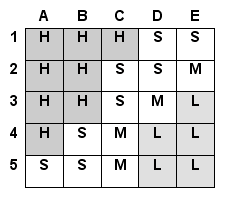 A B C D E
1 H H H S S
2 H H S S M
3 H H S M L
4 H S M L L
5 S S M L L